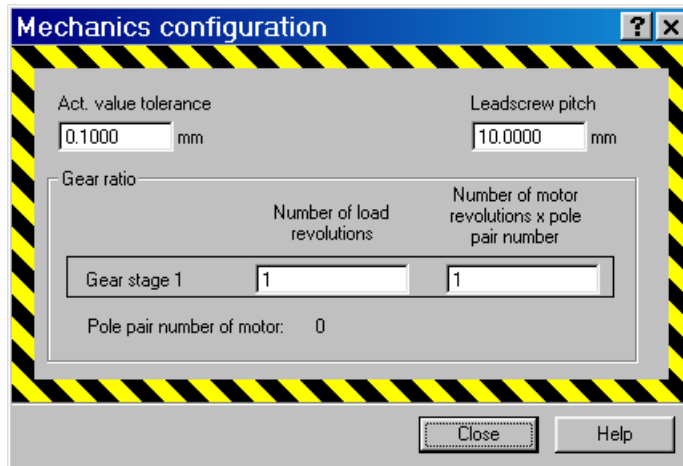 Mechanics configuration
? ×
Act. value tolerance
Leadscrew pitch
0.1000 mm
10.0000 mm
Gear ratio
Number of load
revolutions
Number of motor
revolutions x pole
pair number
Gear stage 1
1
1
Pole pair number of motor: 0
Close
Help